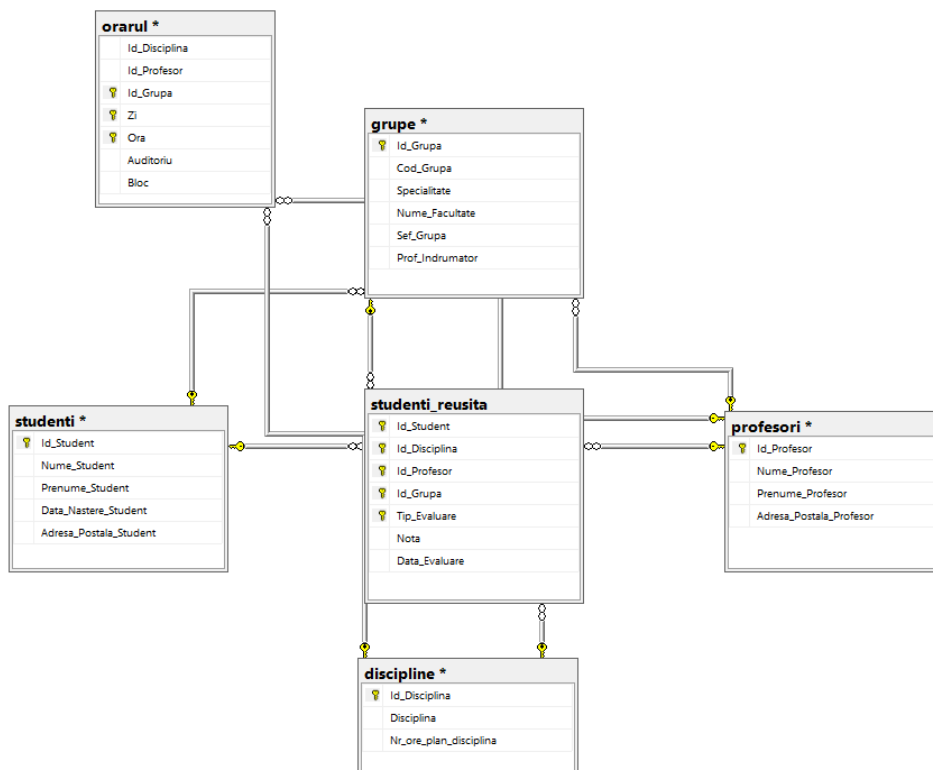 orarul *
Id_Disciplina
Id_Profesor
Id_Grupa
Zi
Ora
Auditoriu
Bloc
grupe *
Id_Grupa
Cod_Grupa
Specialitate
Nume_Facultate
Sef_Grupa
Prof_Indrumator
studenti *
Id_Student
Nume_Student
Prenume_Student
Data_Nastere_Student
Adresa_Postala_Student
studenti_reusita
Id_Student
Id_Disciplina
Id_Profesor
Id_Grupa
Tip_Evaluare
Nota
Data_Evaluare
profesori *
Id_Profesor
Nume_Profesor
Prenume_Profesor
Adresa_Postala_Profesor
discipline *
Id_Disciplina
Disciplina
Nr_ore_plan_disciplina